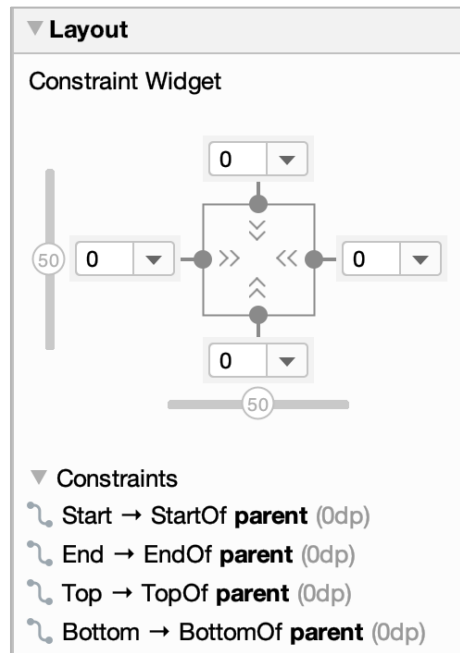 Layout
Constraint Widget
0
50
0
0
0
50
Constraints
Start → StartOf parent (0dp)
End → EndOf parent (0dp)
Top → TopOf parent (0dp)
Bottom → BottomOf parent (0dp)